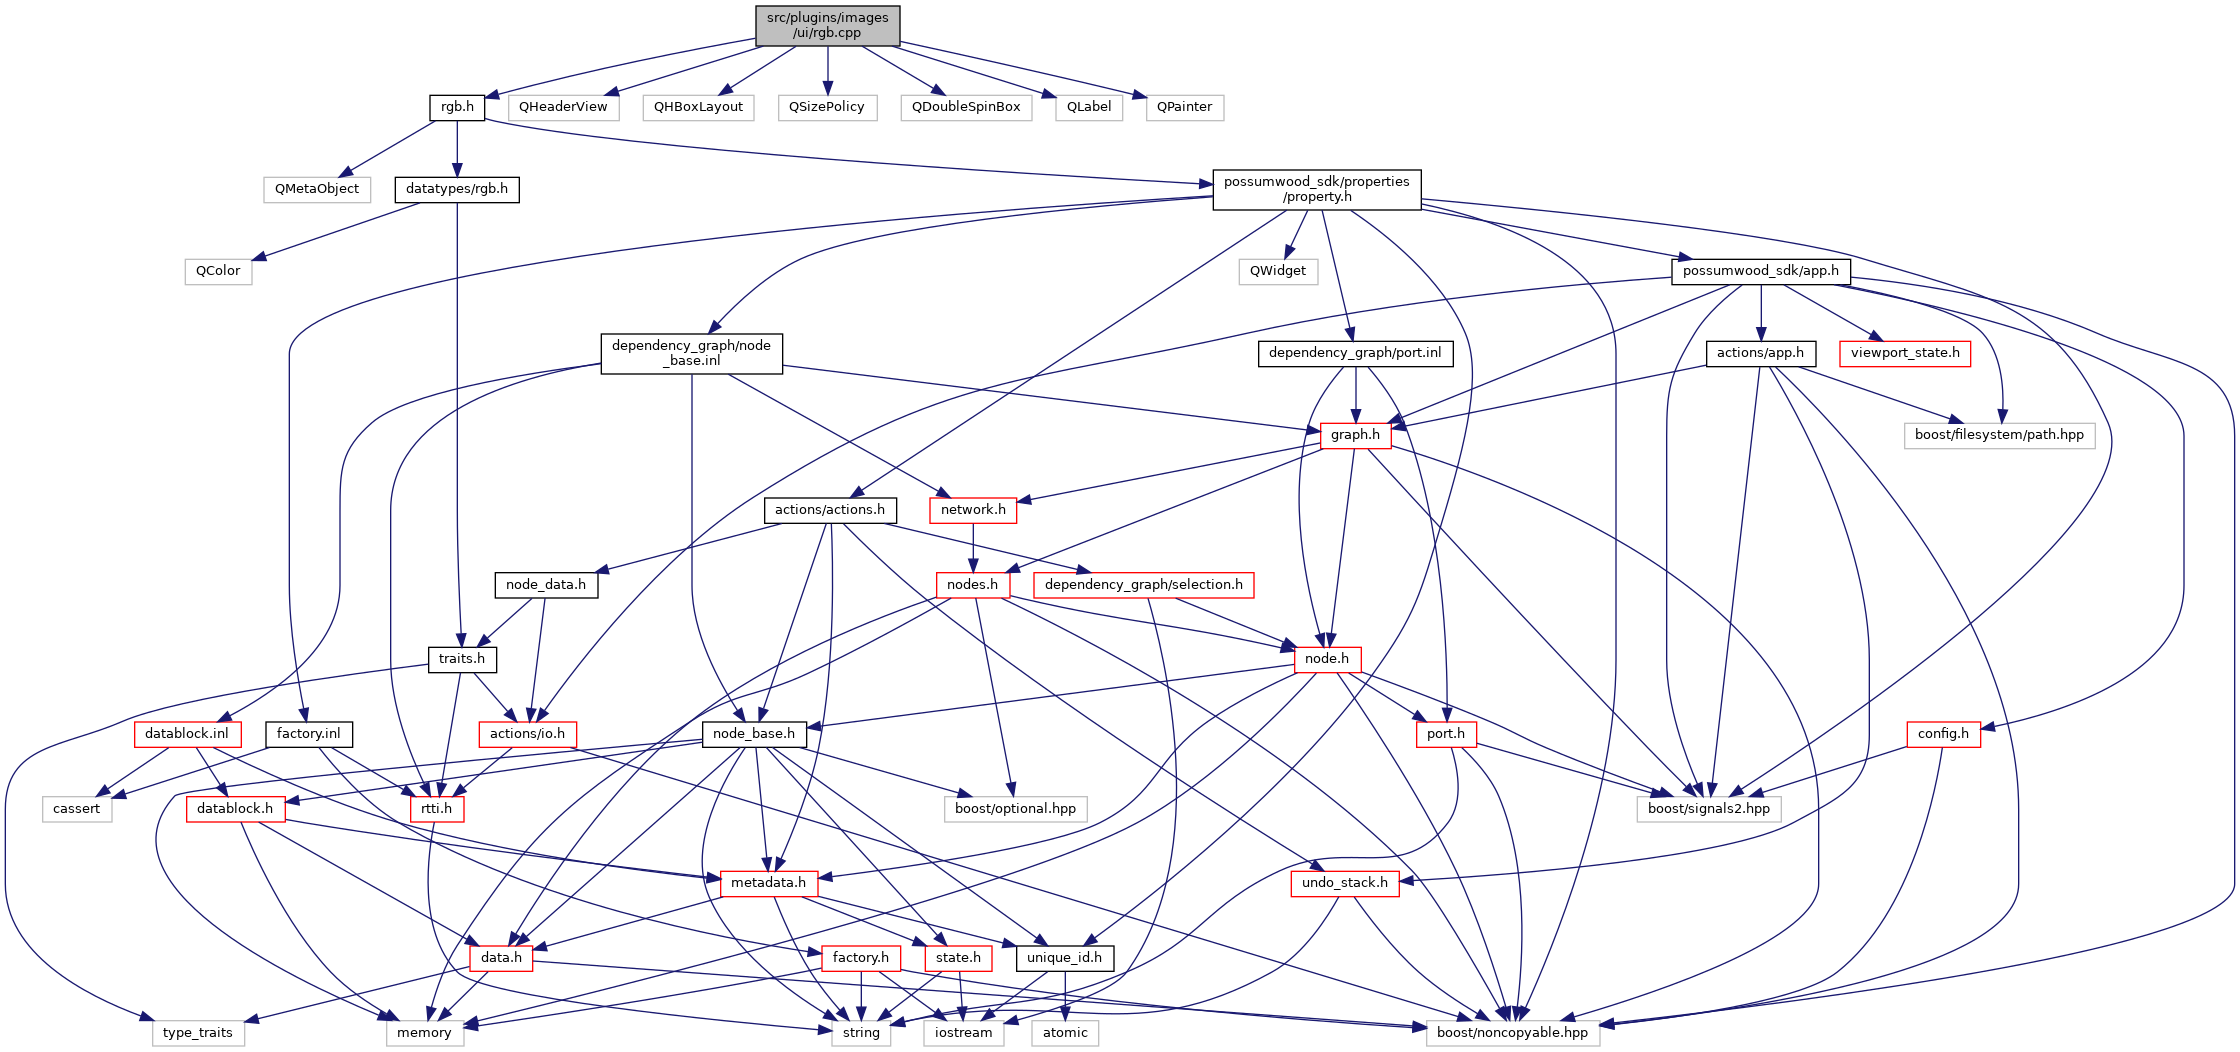 src/plugins/images
/ui/rgb.cpp
rgb.h
QHeaderView
QHBoxLayout
QSizePolicy
QDoubleSpinBox
QLabel
QPainter
QMetaObject
datatypes/rgb.h
possumwood_sdk/properties
/property.h
QColor
QWidget
possumwood_sdk/app.h
dependency_graph/node
_base.inl
dependency_graph/port.inl
actions/app.h
viewport_state.h
graph.h
boost/filesystem/path.hpp
actions/actions.h
network.h
node_data.h
nodes.h
dependency_graph/selection.h
traits.h
node.h
datablock.inl
factory.inl
actions/io.h
node_base.h
port.h
config.h
cassert
datablock.h
rtti.h
boost/optional.hpp
boost/signals2.hpp
metadata.h
undo_stack.h
data.h
factory.h
state.h
unique_id.h
type_traits
memory
string
iostream
atomic
boost/noncopyable.hpp